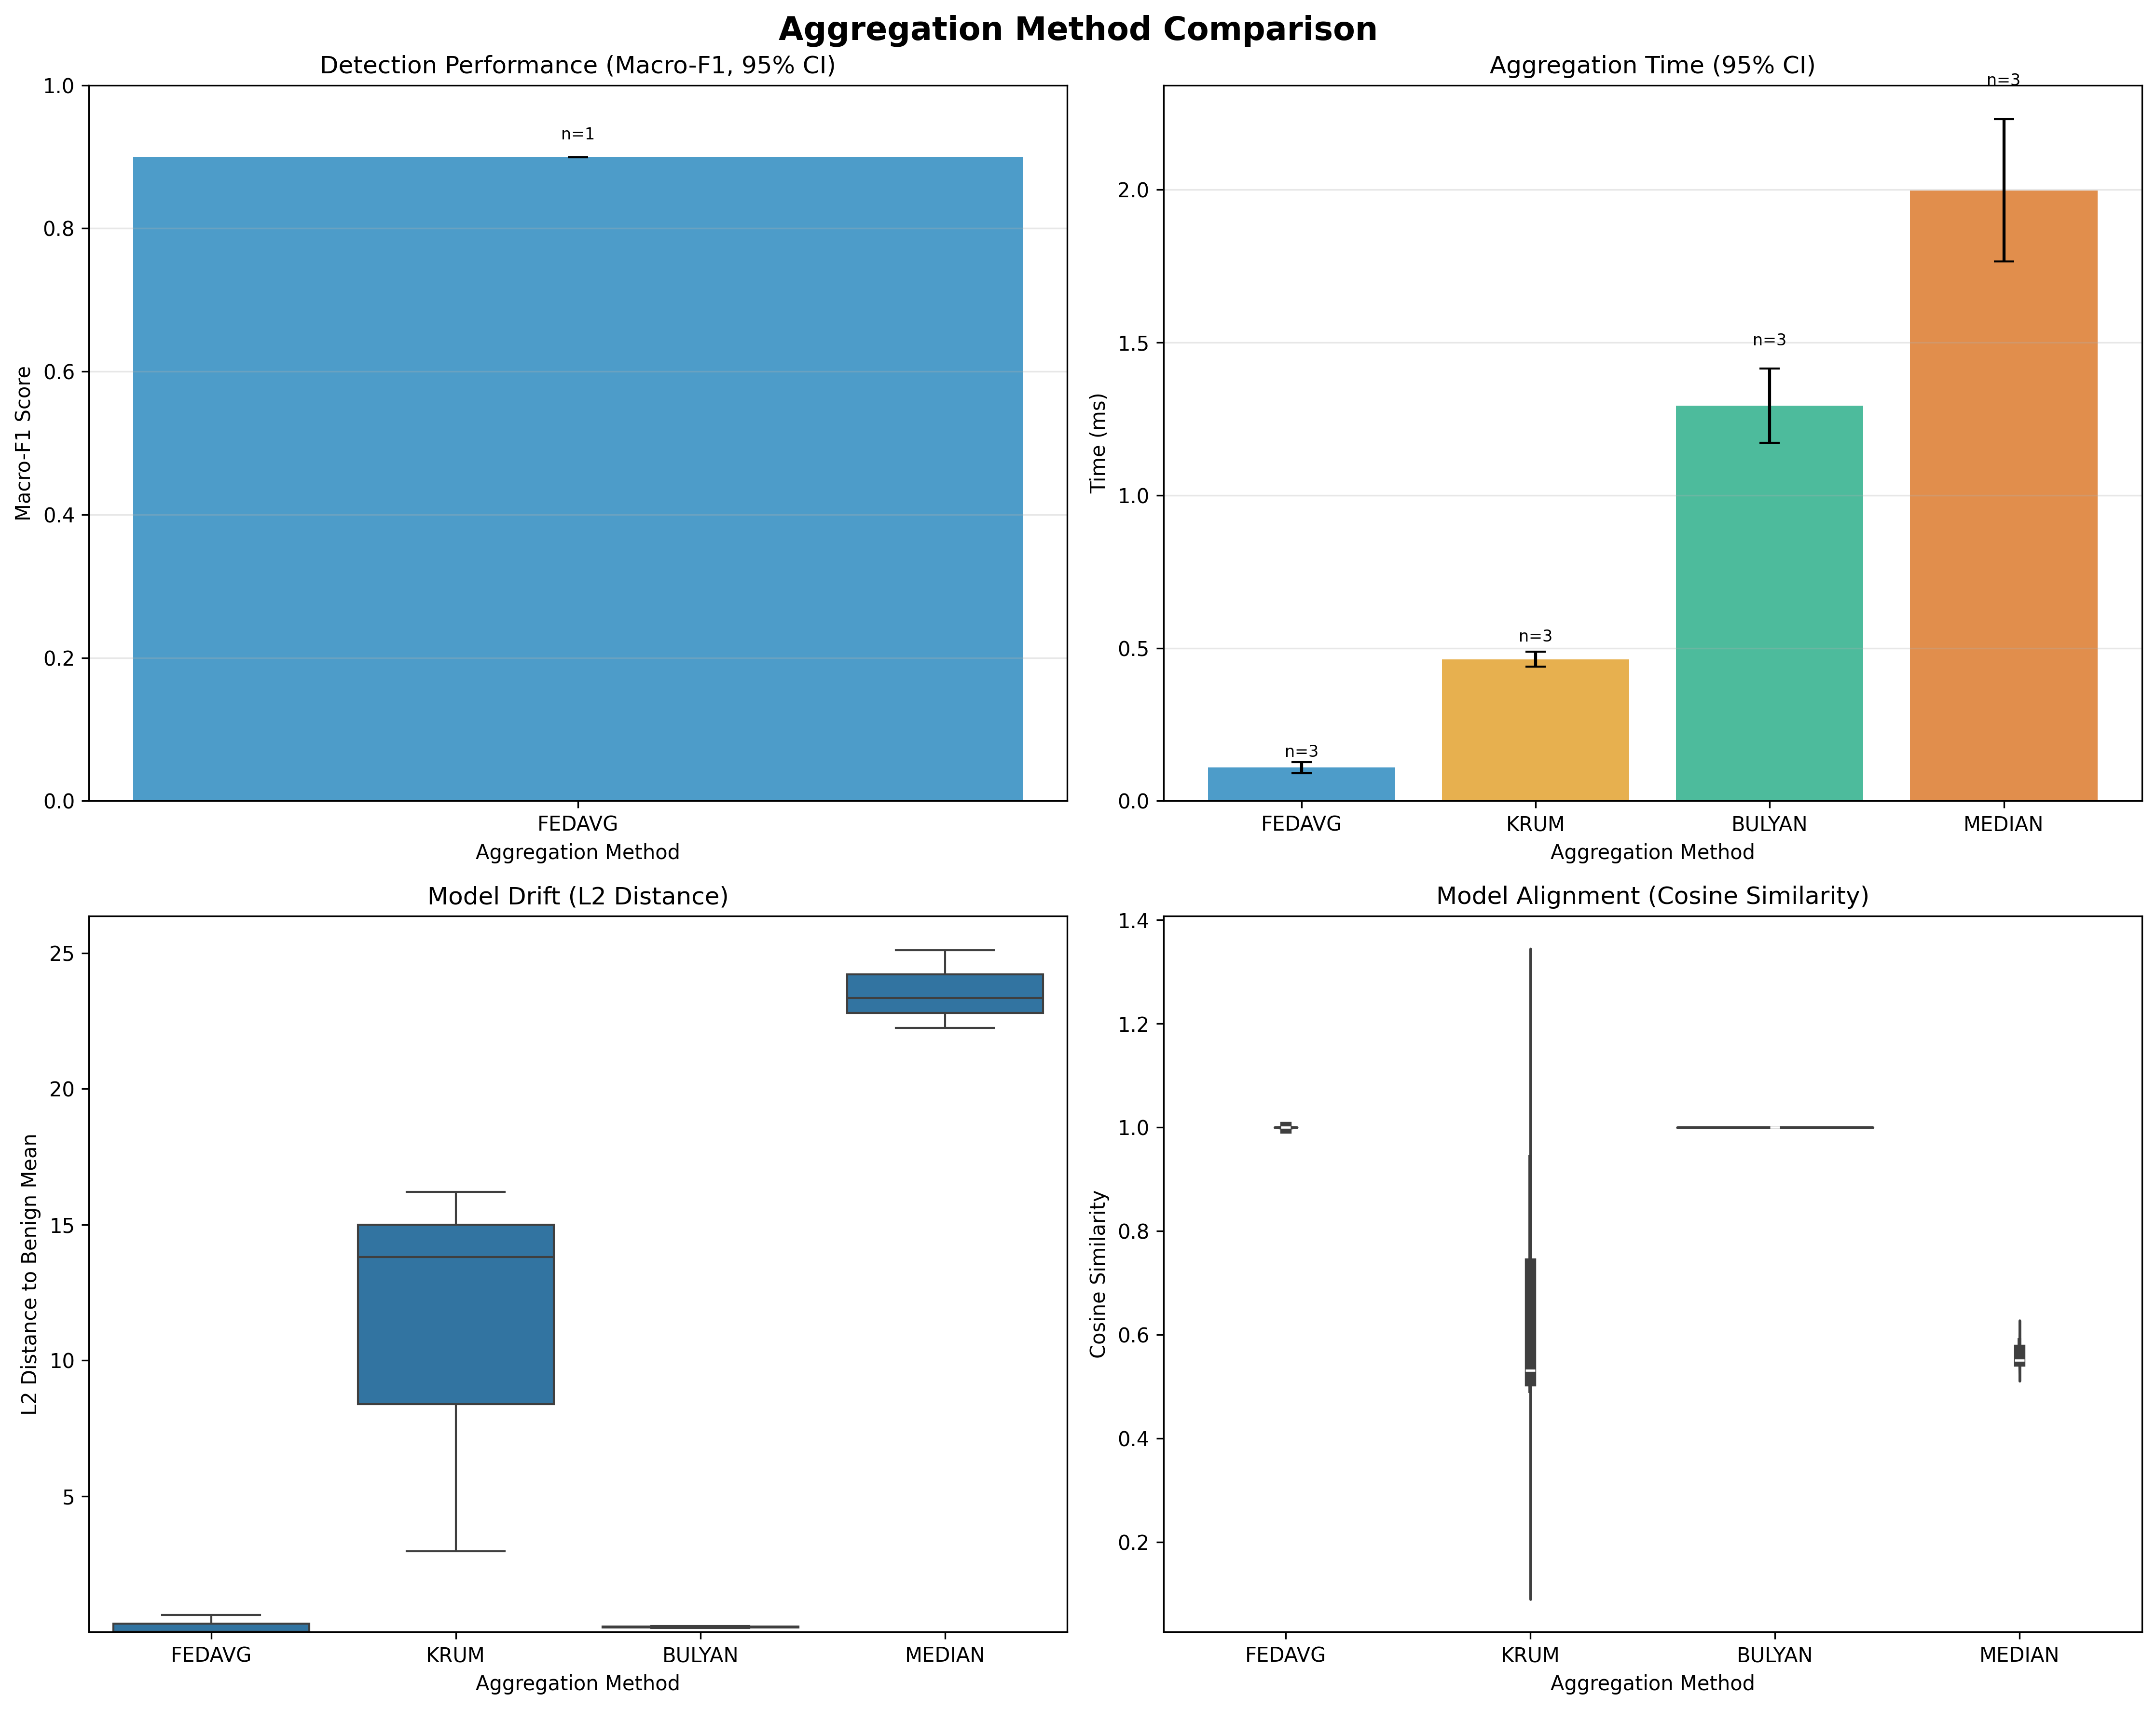 Aggregation Method Comparison
Detection Performance (Macro-F1, 95% CI)
1.0
0.8
0.6
0.4
0.2
0.0
Macro-F1 Score
n=1
FEDAVG
Aggregation Method
Aggregation Time (95% CI)
2.0
1.5
1.0
0.5
0.0
Time (ms)
n=3
n=3
n=3
n=3
FEDAVG KRUM BULYAN MEDIAN
Aggregation Method
Model Drift (L2 Distance)
25
20
15
10
5
L2 Distance to Benign Mean
FEDAVG KRUM BULYAN MEDIAN
Aggregation Method
Model Alignment (Cosine Similarity)
1.4
1.2
1.0
0.8
0.6
0.4
0.2
Cosine Similarity
FEDAVG KRUM BULYAN MEDIAN
Aggregation Method